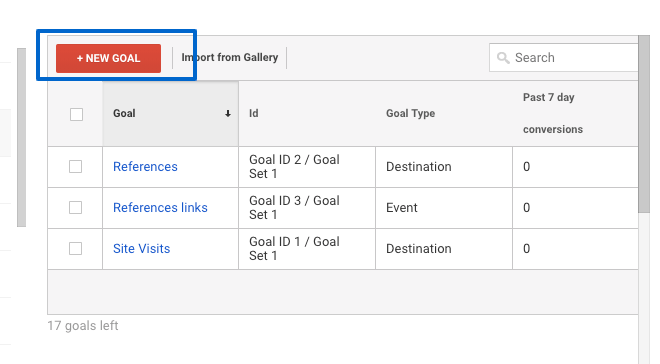 + NEW GOAL
Import from Gallery
Search
Goal
Id
Goal Type
Past 7 day
conversions
References
Goal ID 2 / Goal
Set 1
Destination
0
References links
Goal ID 3 / Goal
Set 1
Event
0
Site Visits
Goal ID 1 / Goal
Set 1
Destination
0
17 goals left